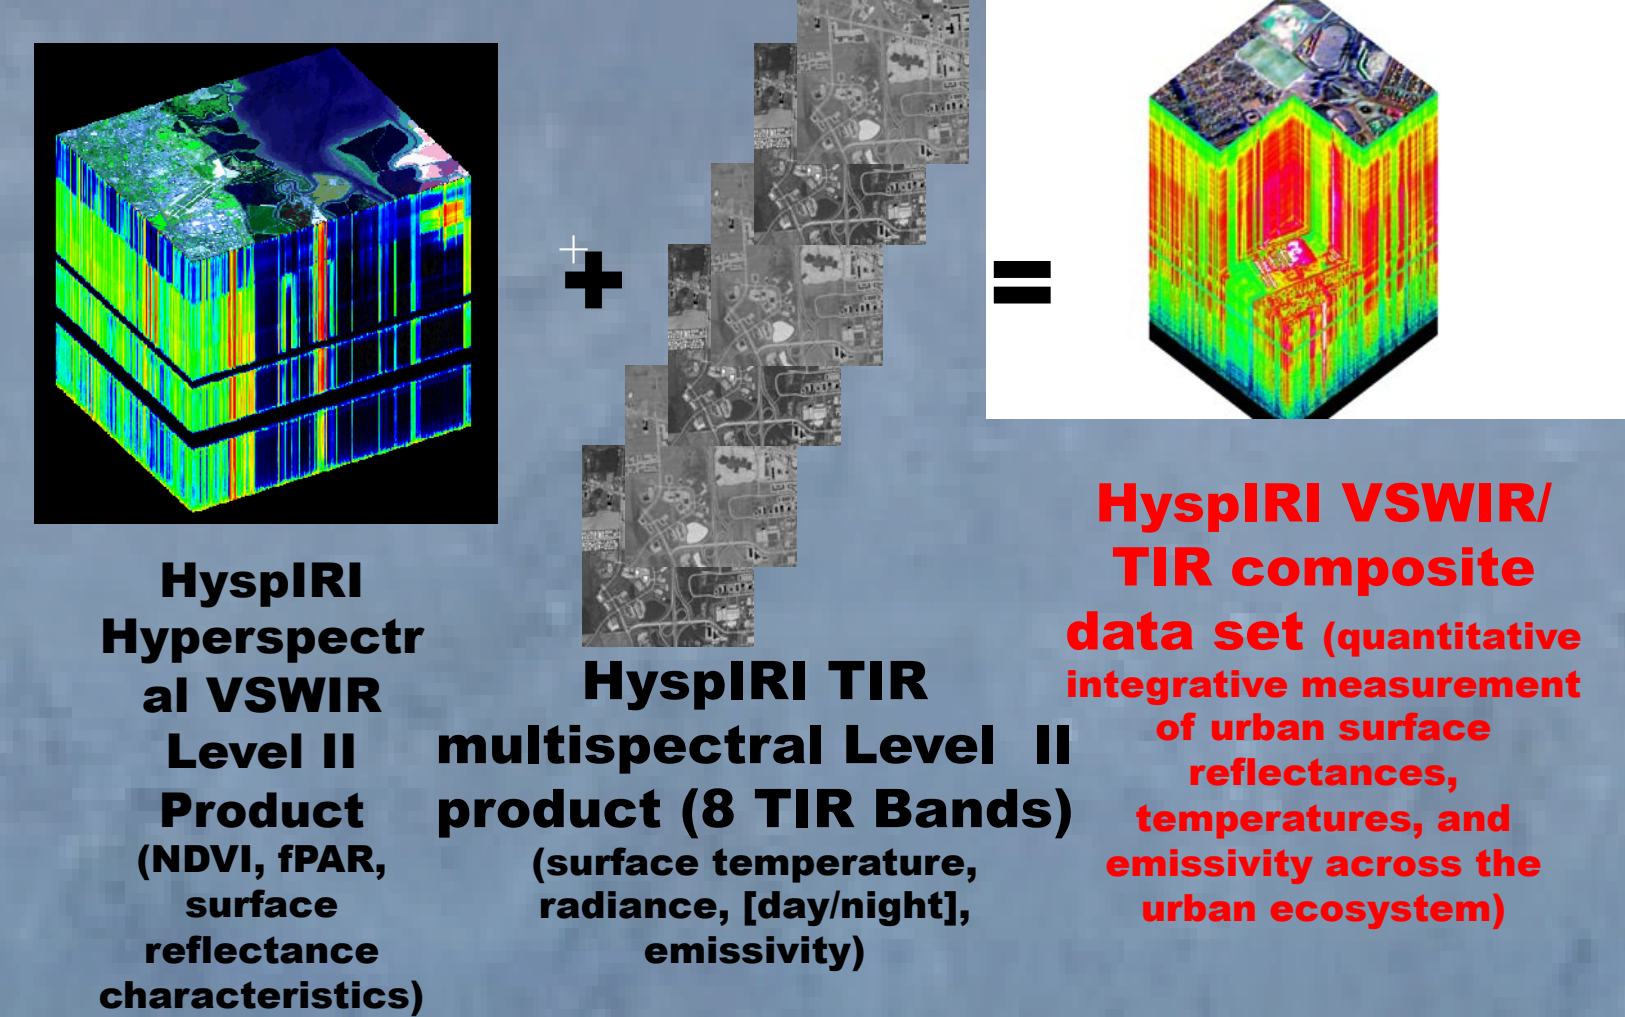 +
=
HyspIRI
Hyperspectr
al VSWIR
Level II
Product
(NDVI, fPAR,
surface
reflectance
characteristics)
HyspIRI TIR
multispectral Level II
product (8 TIR Bands)
(surface temperature,
radiance, [day/night],
emissivity)
HyspIRI VSWIR/
TIR composite
data set (quantitative
integrative measurement
of urban surface
reflectances,
temperatures, and
emissivity across the
urban ecosystem)